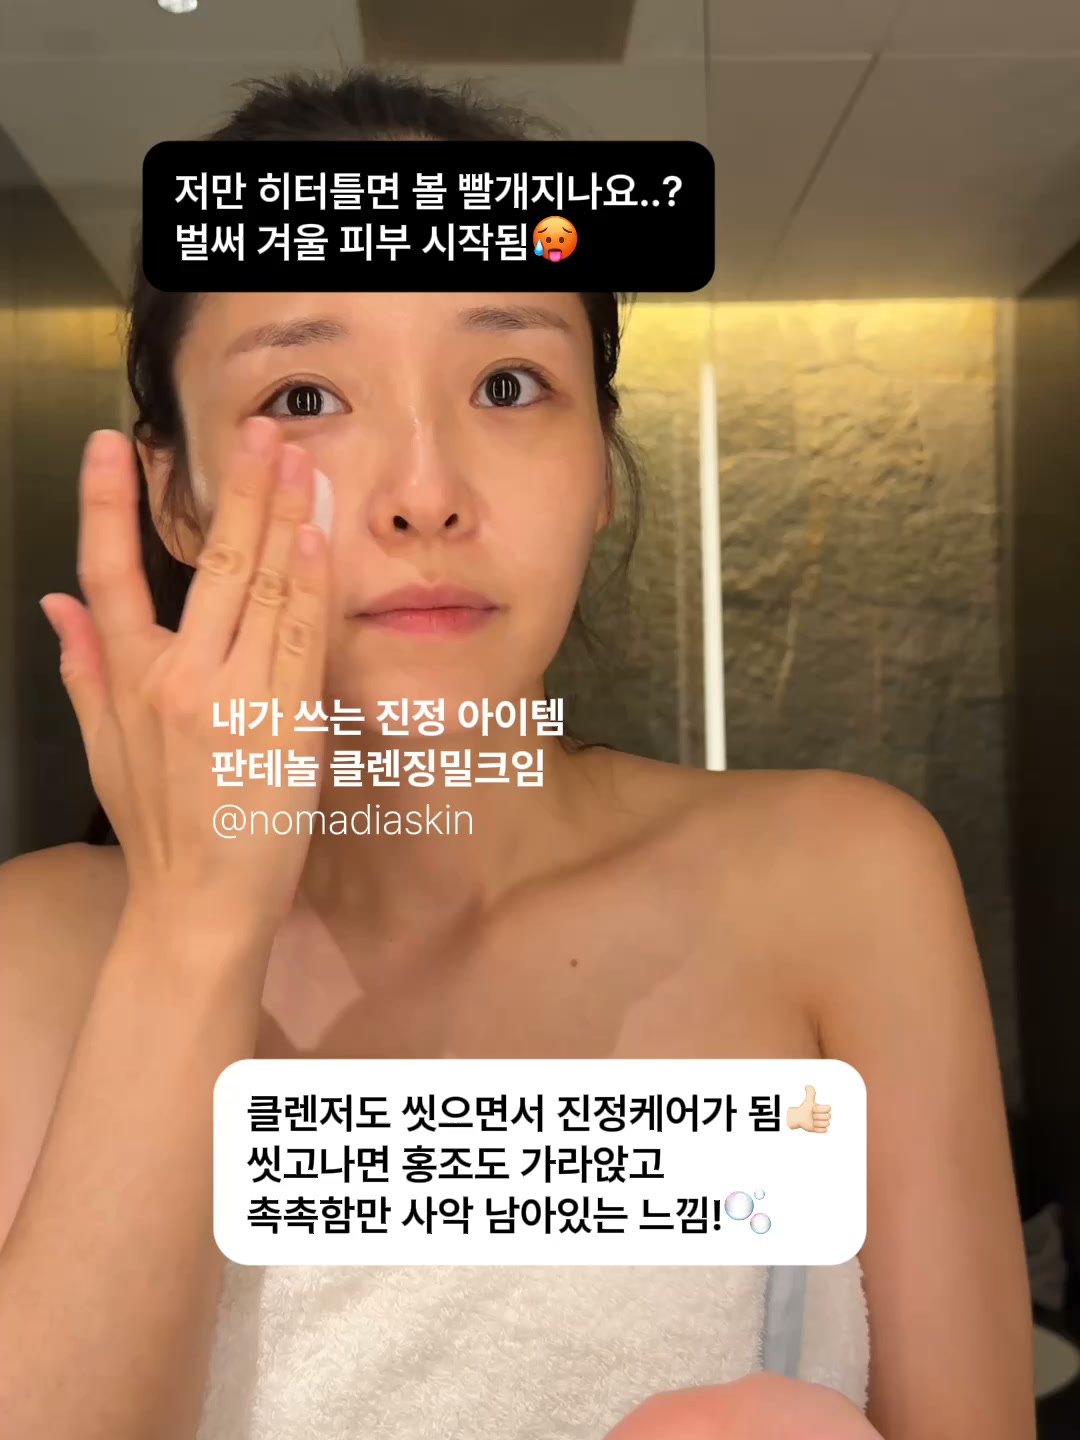 저만 히터틀면 볼 빨개지나요..?
벌써 겨울 피부 시작됨🥵
내가 쓰는 진정 아이템
판테놀 클렌징밀크임
@nomadiaskin
클렌저도 씻으면서 진정케어가 됨👍🏻
씻고나면 홍조도 가라앉고
촉촉함만 사악 남아있는 느낌!🫧